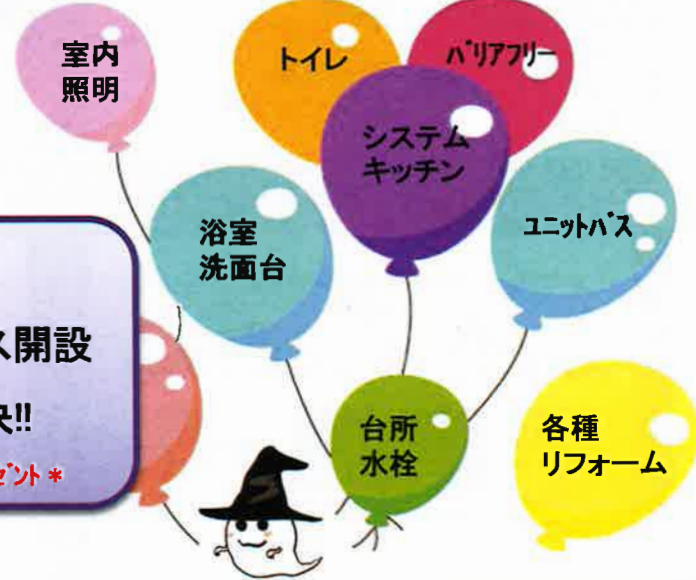 室内
照明
トイレ
バリアフリー
システム
キッチン
浴室
洗面台
ユニットバス
ス開設
決!!
ゼント*
台所
水栓
各種
リフォーム